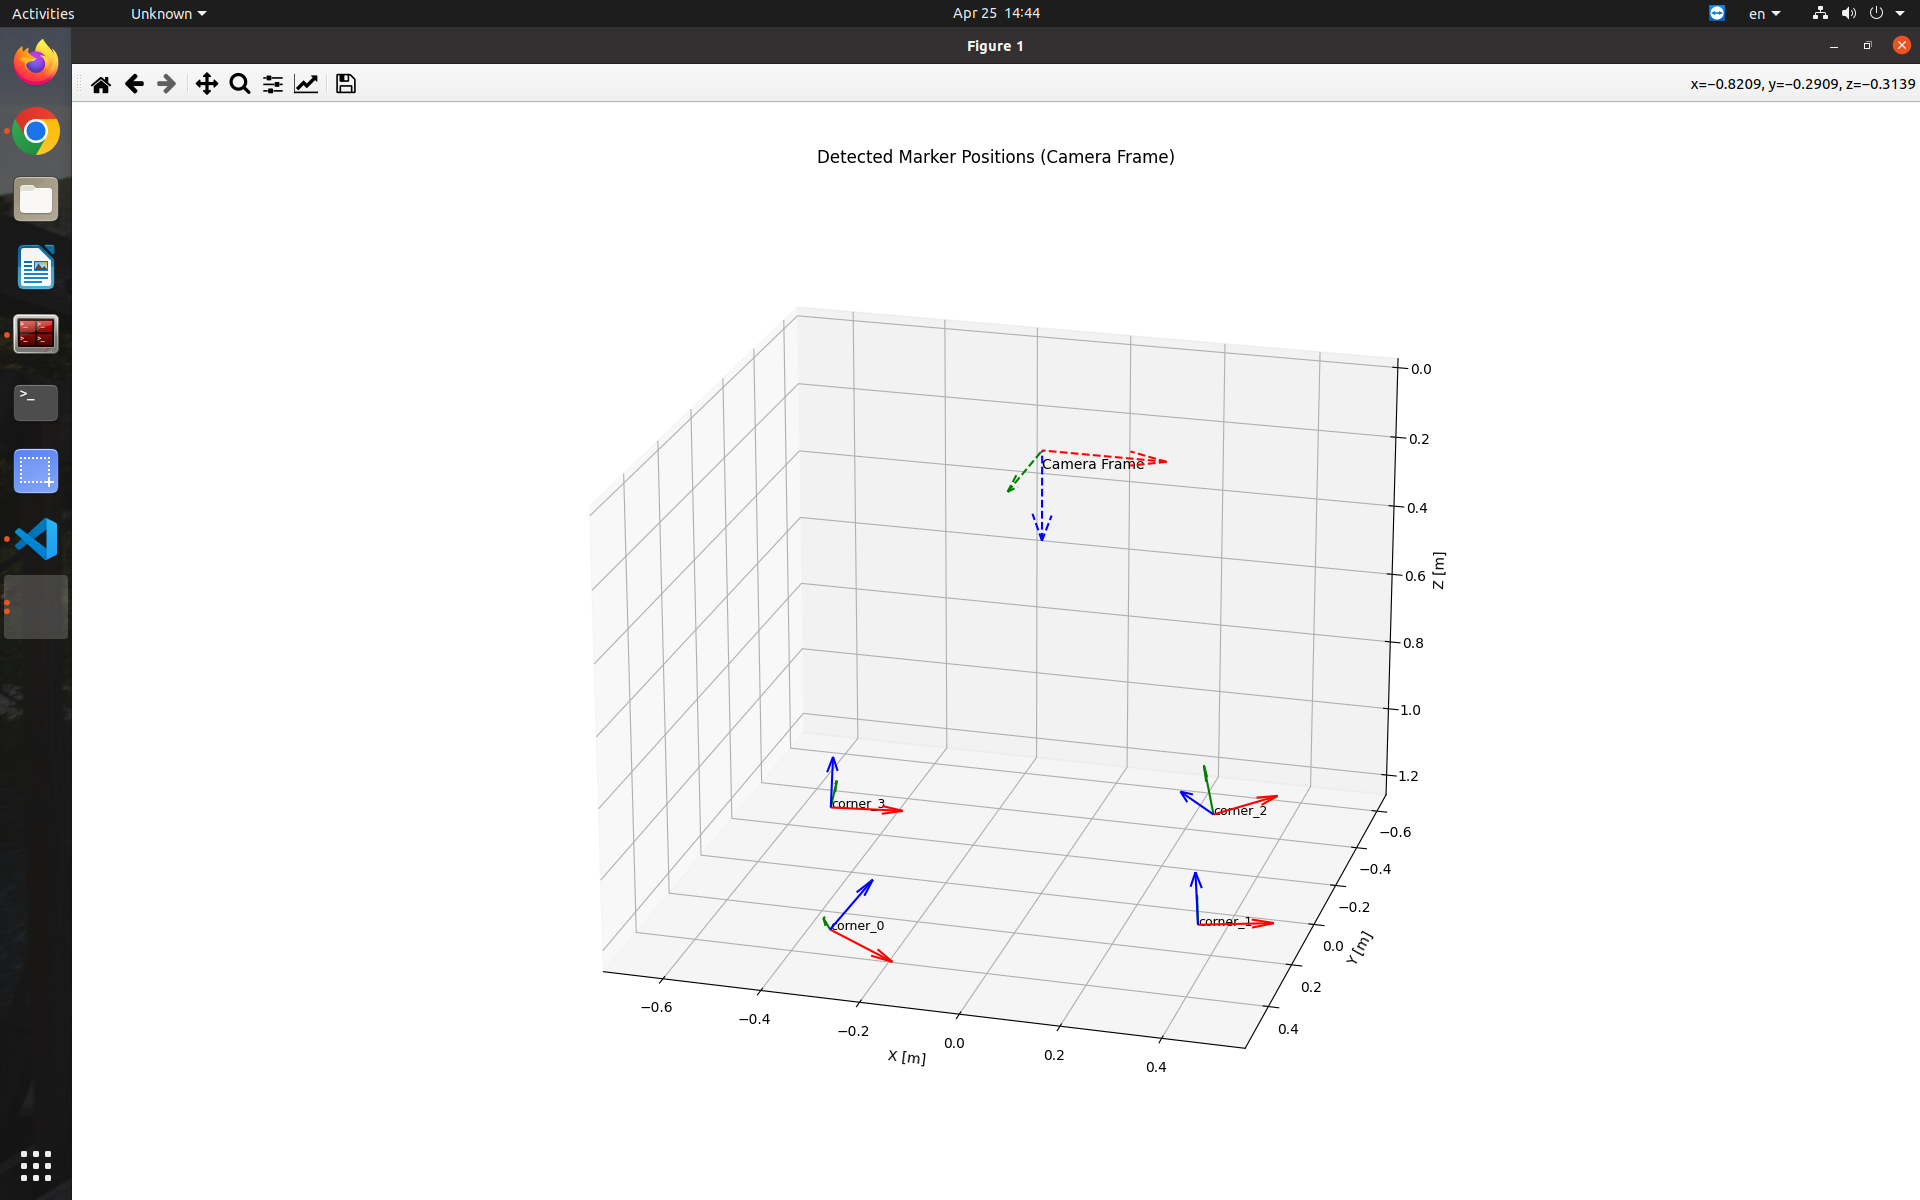 Activities
Unknown
Apr 25 14:44
en
Figure 1
x=−0.8209, y=−0.2909, z=−0.3139
Detected Marker Positions (Camera Frame)
0.0
0.2
0.4
0.6
0.8
1.0
1.2
Z [m]
Camera Frame
corner_3
corner_2
corner_0
corner_1
−0.6
−0.4
−0.2
0.0
0.2
0.4
Y [m]
−0.6
−0.4
−0.2
0.0
0.2
0.4
X [m]
>_